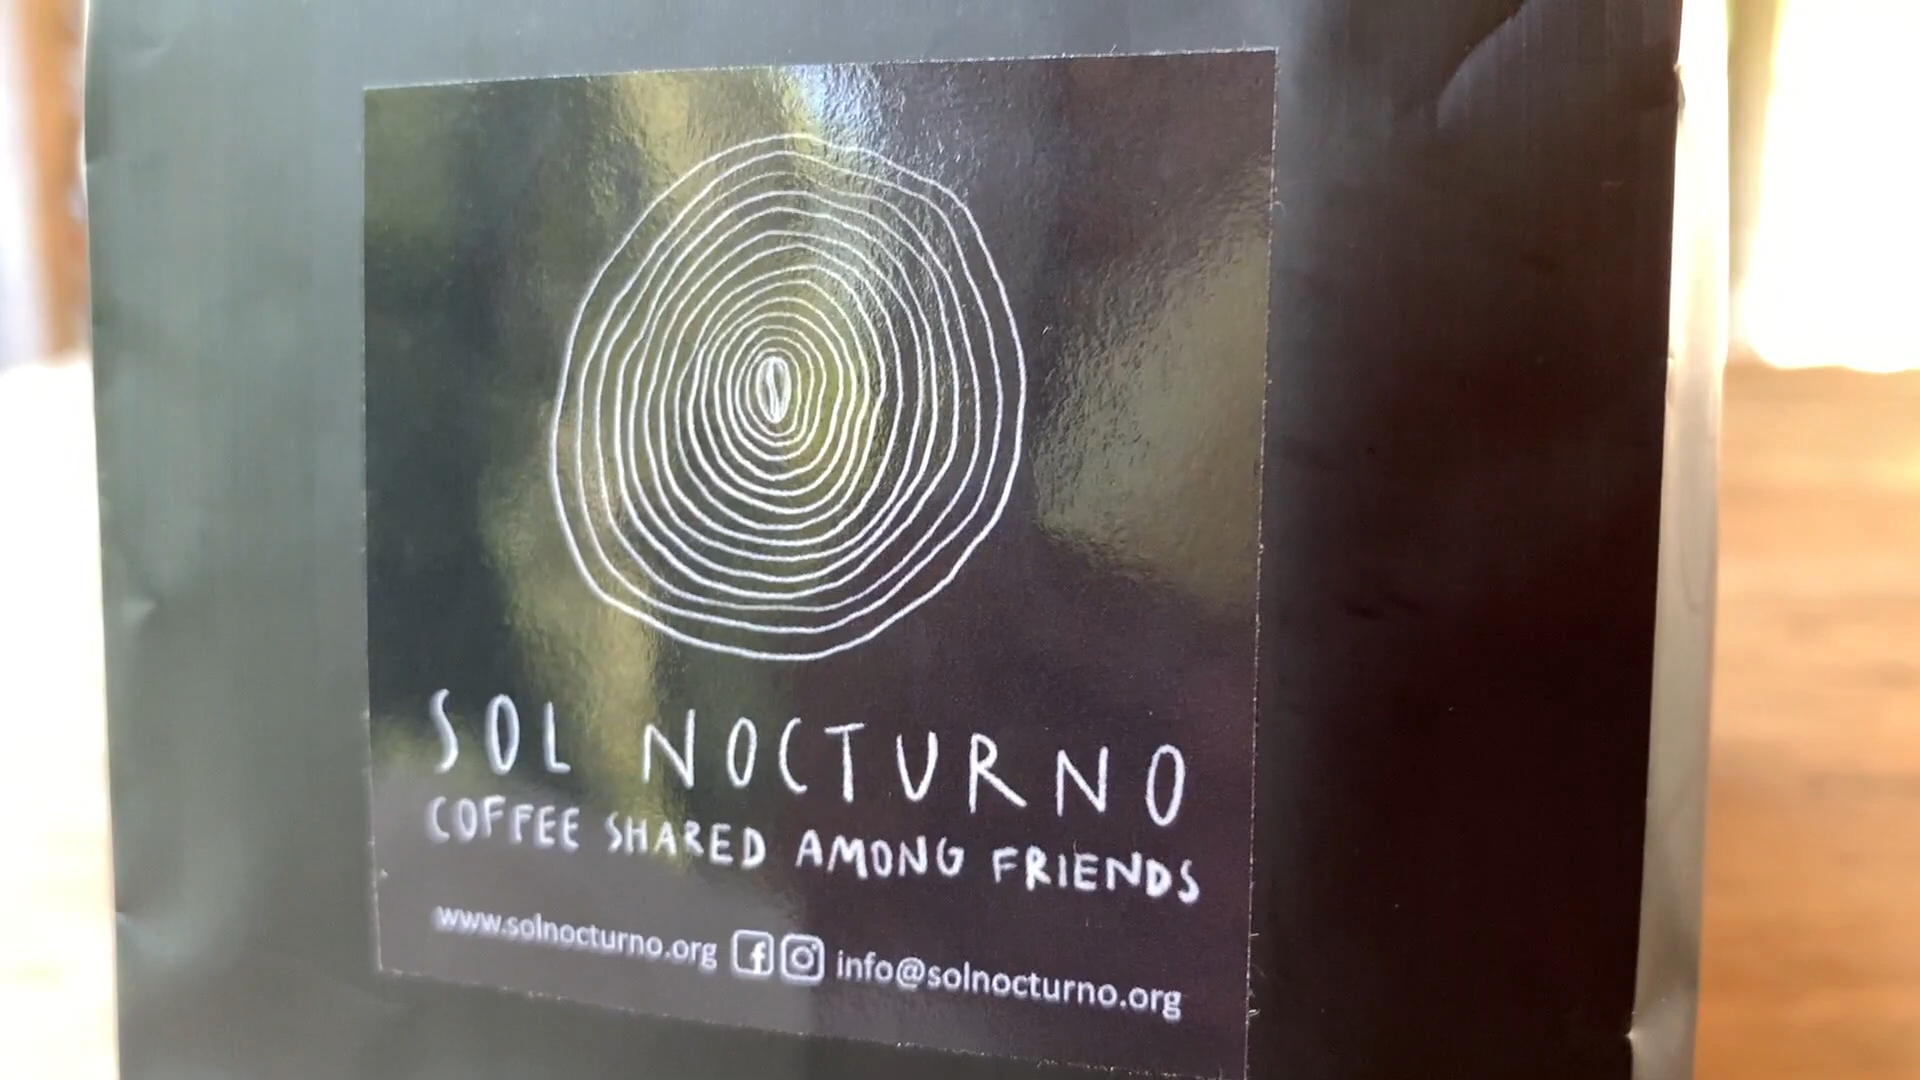 SOL NOCTURNO
COFFEE SHARED AMONG FRIENDS
www.solnocturno.org info@solnocturno.org